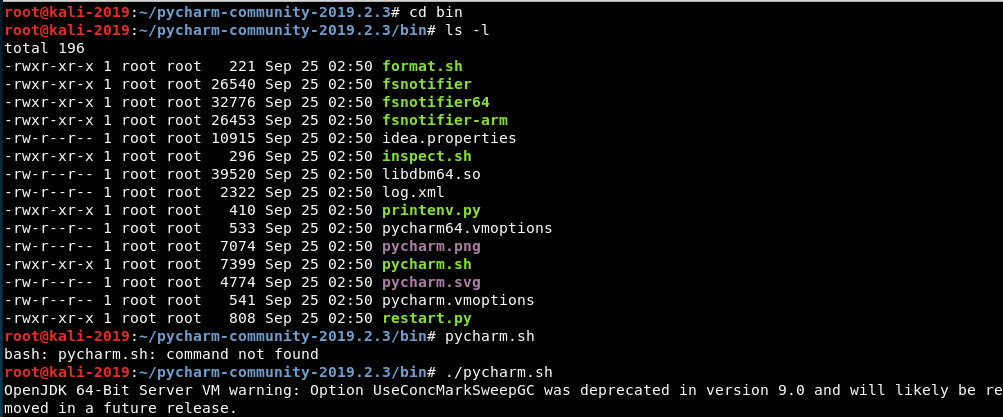 root@kali-2019:~/pycharm-community-2019.2.3# cd bin
root@kali-2019:~/pycharm-community-2019.2.3/bin# ls -l
total 196
-rwxr-xr-x 1 root root   221 Sep 25 02:50 format.sh
-rwxr-xr-x 1 root root 26540 Sep 25 02:50 fsnotifier
-rwxr-xr-x 1 root root 32776 Sep 25 02:50 fsnotifier64
-rwxr-xr-x 1 root root 26453 Sep 25 02:50 fsnotifier-arm
-rw-r--r-- 1 root root 10915 Sep 25 02:50 idea.properties
-rwxr-xr-x 1 root root   296 Sep 25 02:50 inspect.sh
-rw-r--r-- 1 root root 39520 Sep 25 02:50 libdbm64.so
-rw-r--r-- 1 root root  2322 Sep 25 02:50 log.xml
-rwxr-xr-x 1 root root   410 Sep 25 02:50 printenv.py
-rw-r--r-- 1 root root   533 Sep 25 02:50 pycharm64.vmoptions
-rw-r--r-- 1 root root  7074 Sep 25 02:50 pycharm.png
-rwxr-xr-x 1 root root  7399 Sep 25 02:50 pycharm.sh
-rw-r--r-- 1 root root  4774 Sep 25 02:50 pycharm.svg
-rw-r--r-- 1 root root   541 Sep 25 02:50 pycharm.vmoptions
-rwxr-xr-x 1 root root   808 Sep 25 02:50 restart.py
root@kali-2019:~/pycharm-community-2019.2.3/bin# pycharm.sh
bash: pycharm.sh: command not found
root@kali-2019:~/pycharm-community-2019.2.3/bin# ./pycharm.sh
OpenJDK 64-Bit Server VM warning: Option UseConcMarkSweepGC was deprecated in version 9.0 and will likely be re
moved in a future release.